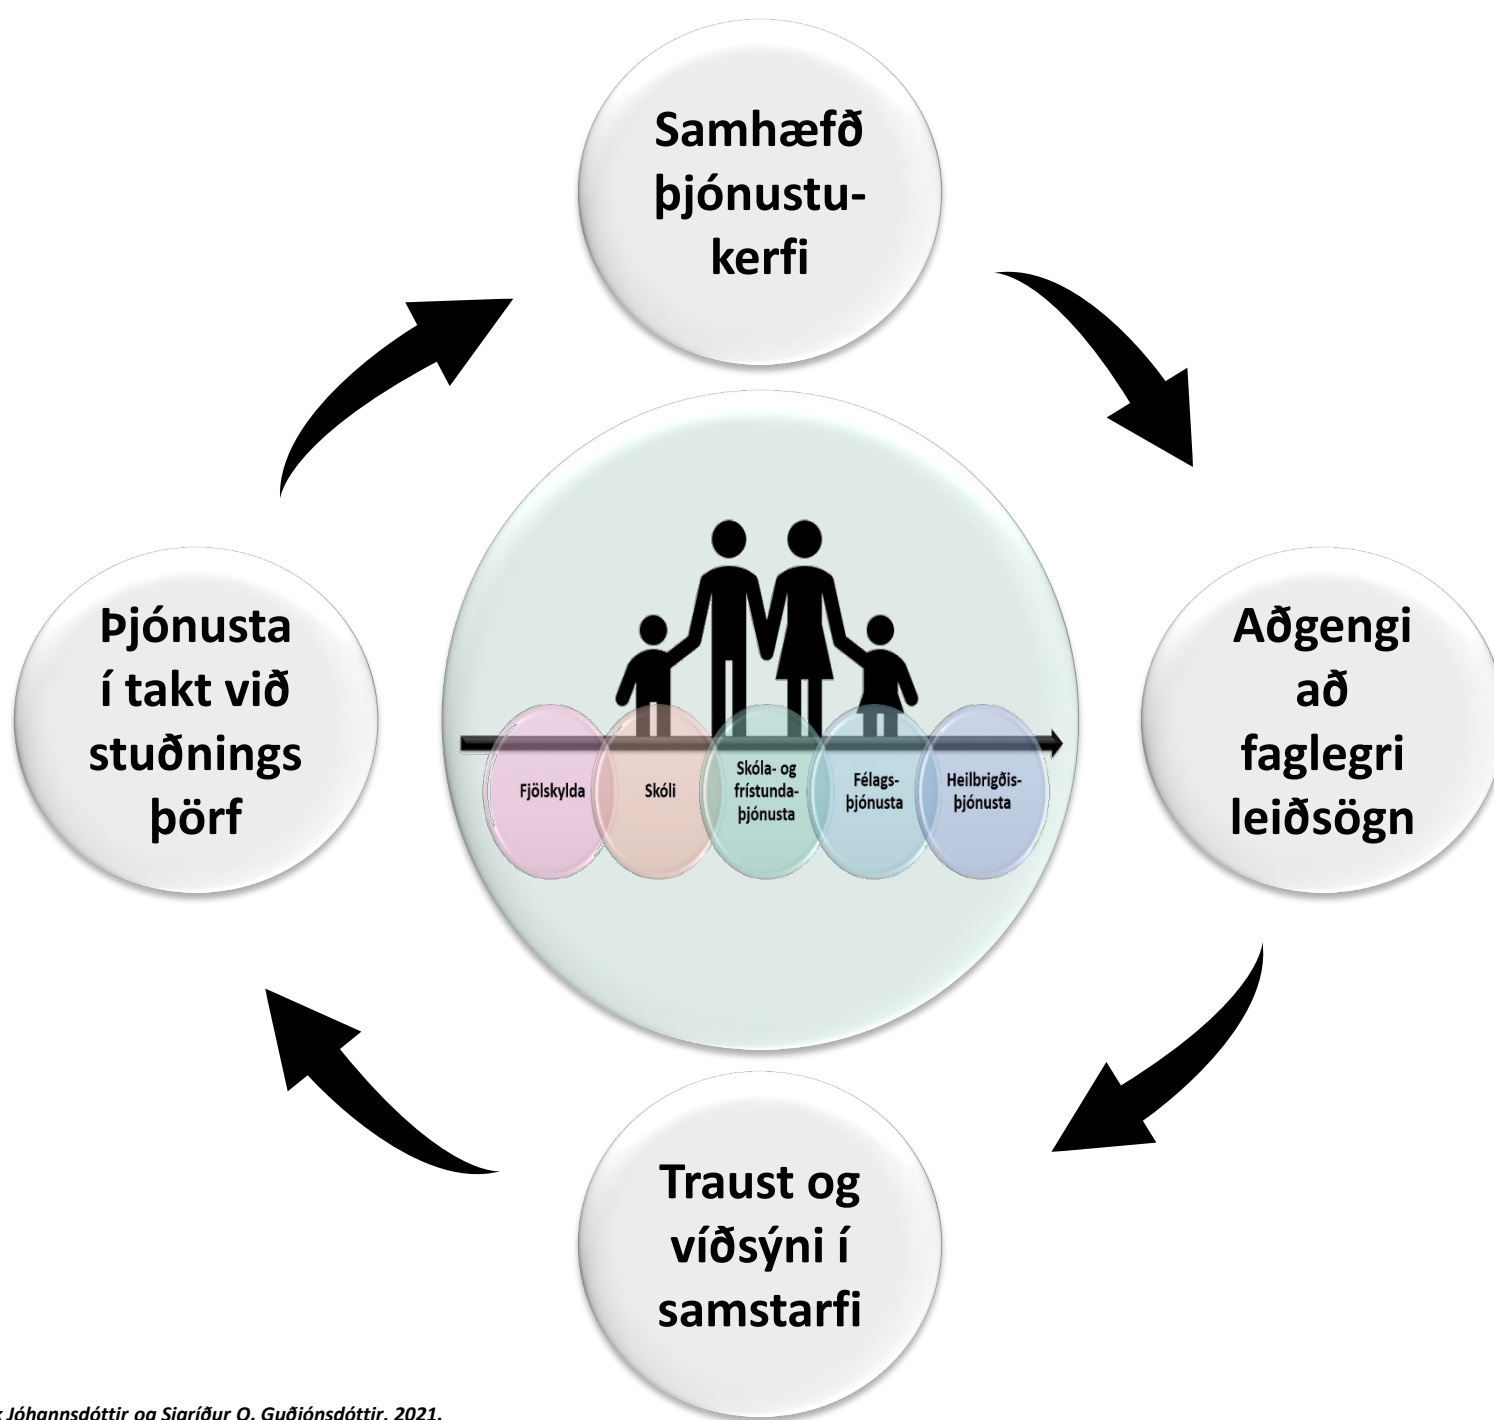 Samhæfð
þjónustu-
kerfi
Aðgengi
að
faglegri
leiðsögn
Traust og
víðsýni í
samstarfi
Þjónusta
í takt við
stuðnings
þörf
Fjölskylda
Skóli
Skóla- og
frístunda-
þjónusta
Félags-
þjónusta
Heilbrigðis-
þjónusta
Jóhannsdóttir og Sigríður O. Guðjónsdóttir, 2021.